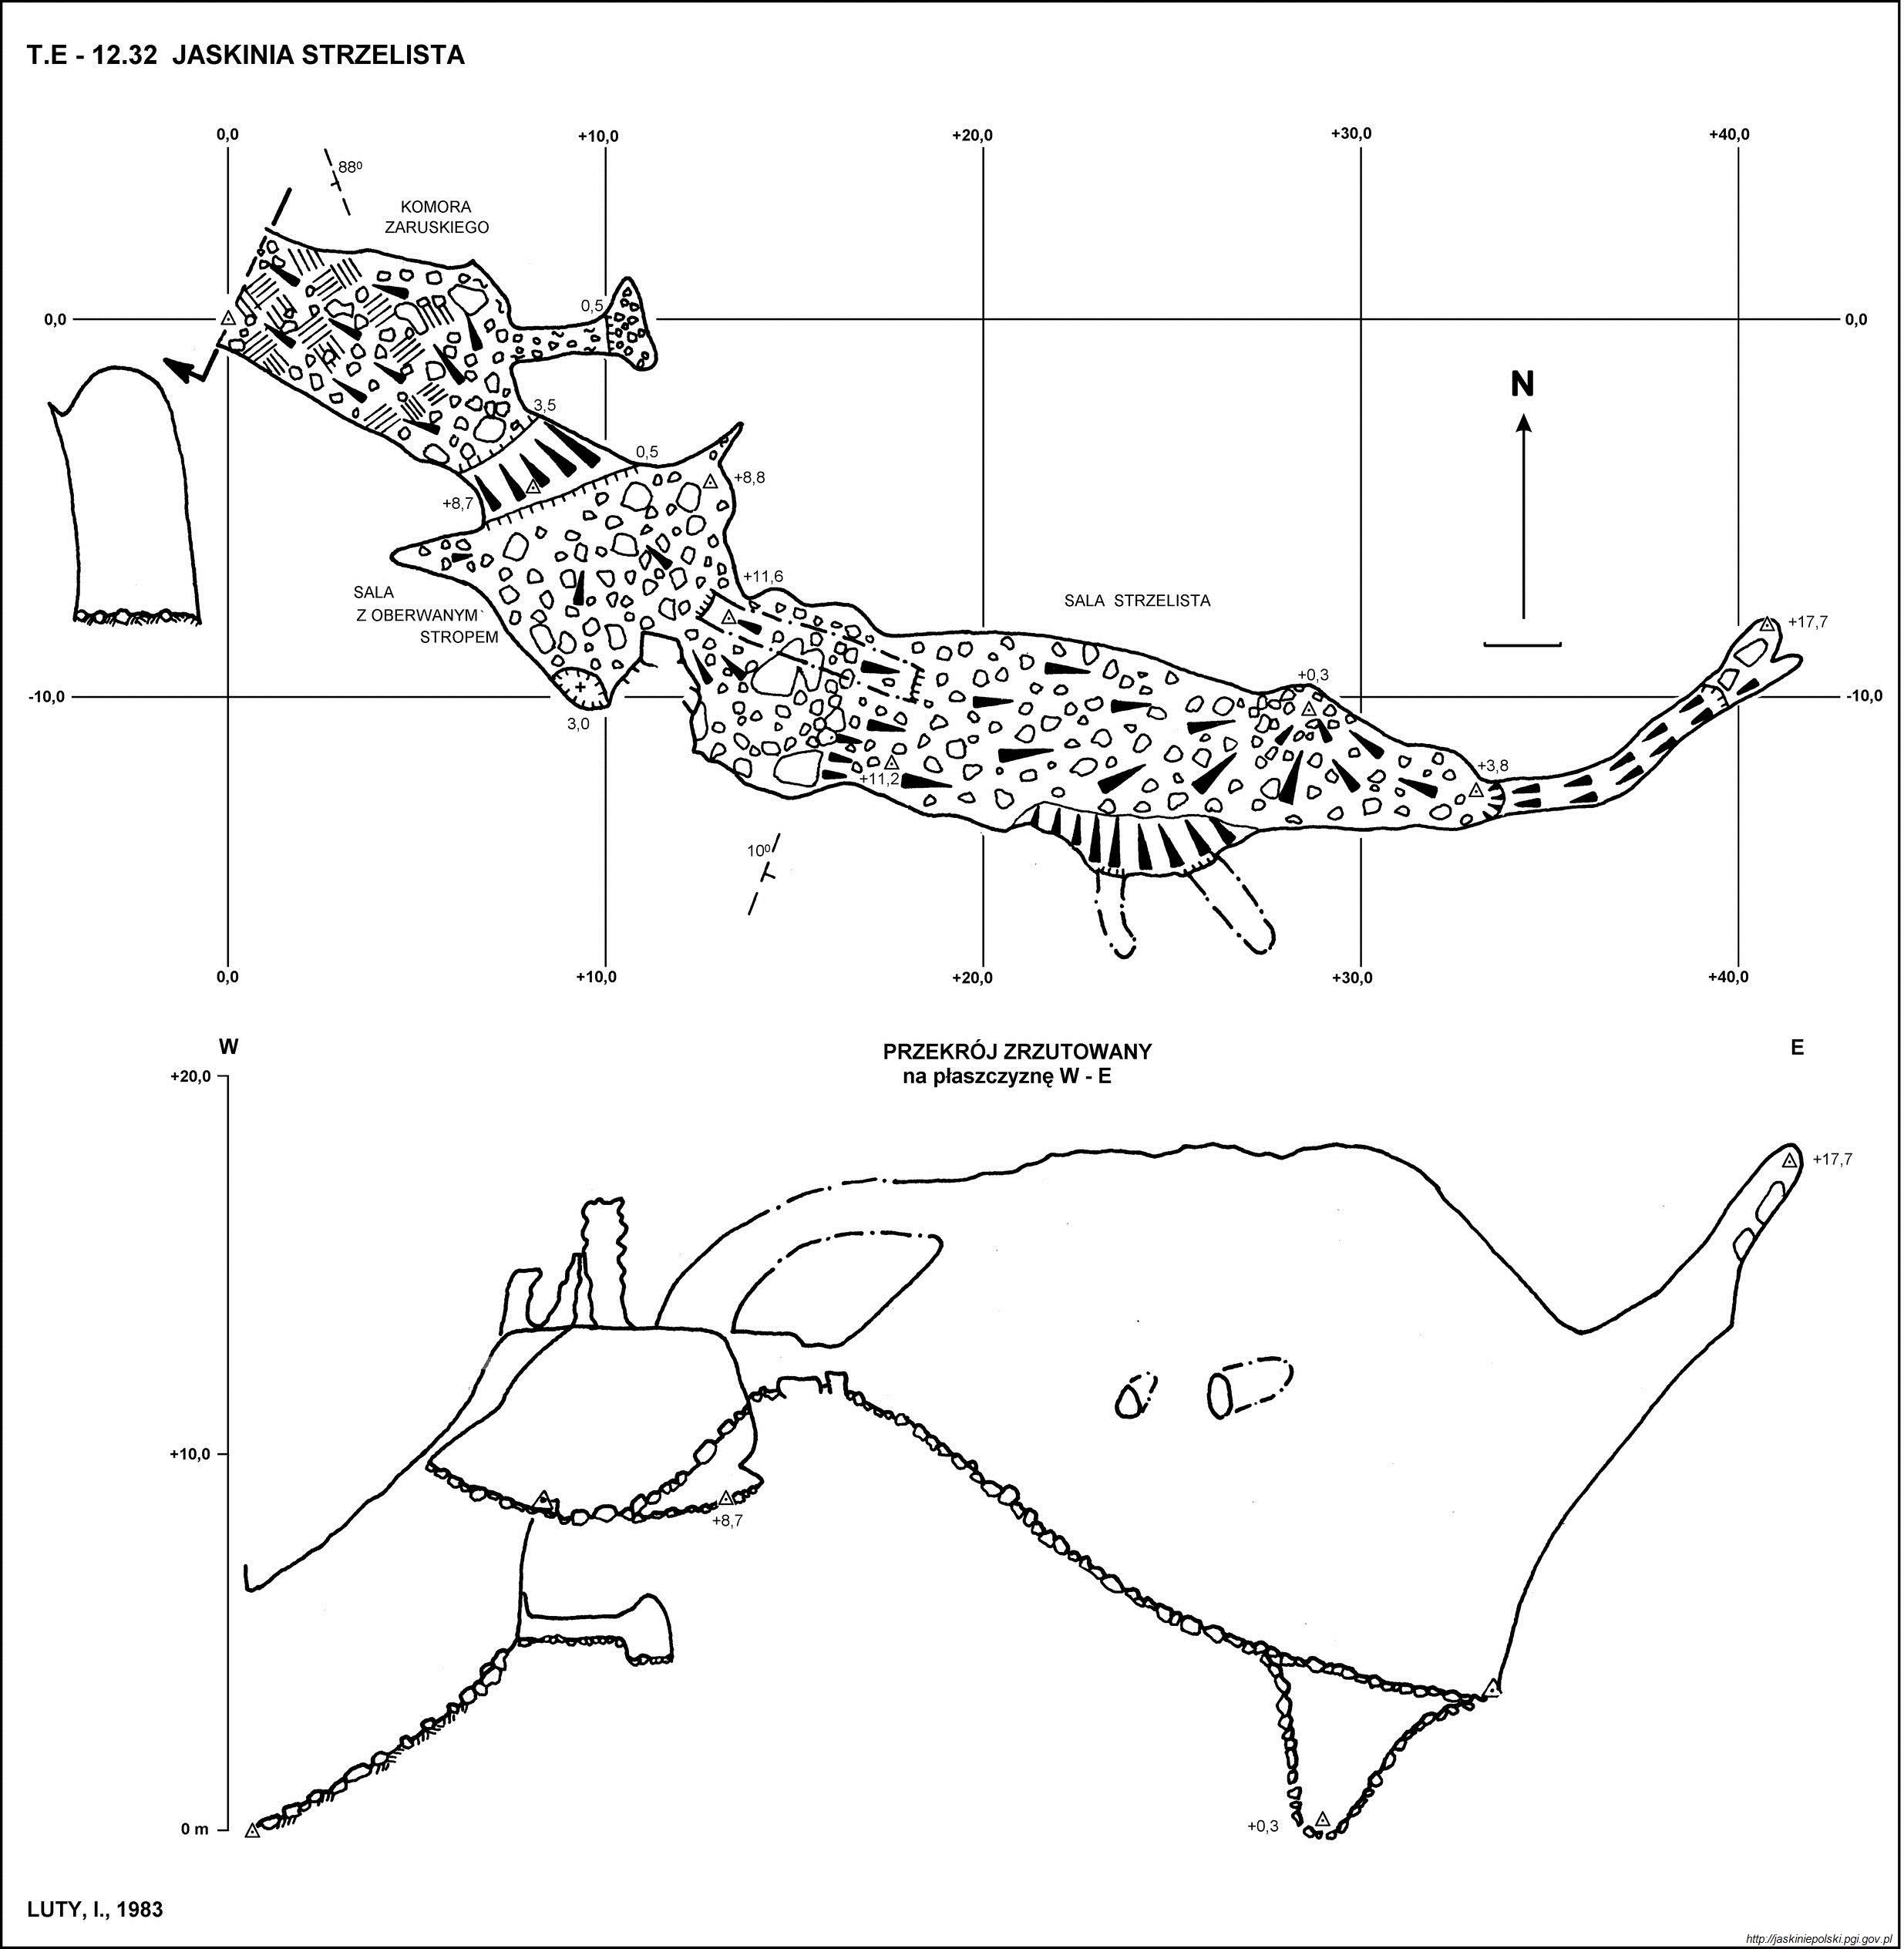 T.E - 12.32 JASKINIA STRZELISTA
0,0
+10,0
+20,0
+30,0
+40,0
88⁰
KOMORA
ZARUSKIEGO
0,5
0,0
0,0
N
3,5
0,5
+8,8
+8,7
+11,6
SALA
Z OBERWANYM
STROPEM
SALA STRZELISTA
+17,7
+0,3
-10,0
-10,0
3,0
+11,2
+3,8
10⁰
0,0
+10,0
+20,0
+30,0
+40,0
W
PRZEKRÓJ ZRZUTOWANY
na płaszczyznę W - E
E
+20,0
+17,7
+10,0
+8,7
0 m
+0,3
LUTY, I., 1983
http://jaskiniepolski.pgi.gov.pl